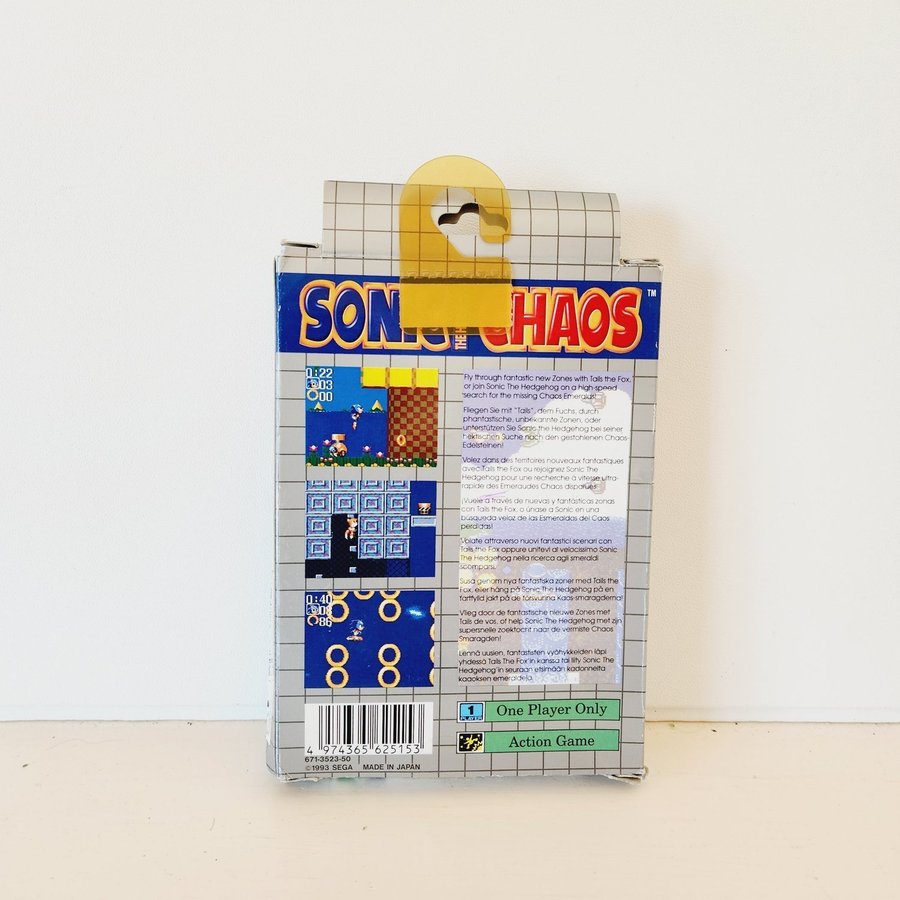 SONIC THE H CHAOS™
0:22
03
00
0:40
08
86
Fly through fantastic new Zones with Tails the Fox,
or join Sonic The Hedgehog on a high-speed
search for the missing Chaos Emeralds!
Fliegen Sie mit "Tails", dem Fuchs, durch
phantastische, unbekannte Zonen, oder
unterstützen Sie Sonic the Hedgehog bei seiner
hektischen Suche nach den gestohlenen Chaos-
Edelsteinen!
Volez dans des territoires nouveaux fantastiques
avec Tails the Fox ou rejoignez Sonic The
Hedgehog pour une recherche à vitesse ultra-
rapide des Emeraudes Chaos disparues.
¡Vuele a través de nuevas y fantásticas zonas
con Tails the Fox, o únase a Sonic en una
búsqueda veloz de las Esmeraldas del Caos
perdidas!
Volate attraverso nuovi fantastici scenari con
Tails the Fox oppure unitevi al velocissimo Sonic
The Hedgehog nella ricerca agli smeraldi
scomparsi.
Susa genom nya fantastiska zoner med Tails the
Fox, eller häng på Sonic The Hedgehog på en
fartfylld jakt på de försvunna Kaos-smaragderna!
Vlieg door de fantastische nieuwe Zones met
Tails de vos, of help Sonic The Hedgehog met zijn
supersnelle zoektocht naar de vermiste Chaos
Smaragden!
Lennä uusien, fantastisten vyöhykkeiden läpi
yhdessä Tails The Fox'in kanssa tai liity Sonic The
Hedgehog'in seuraan etsimään kadonneita
kaaoksen emeraldeja.
1 PLAYER One Player Only
Action Game
4 974365 625153
671-3523-50
©1993 SEGA MADE IN JAPAN